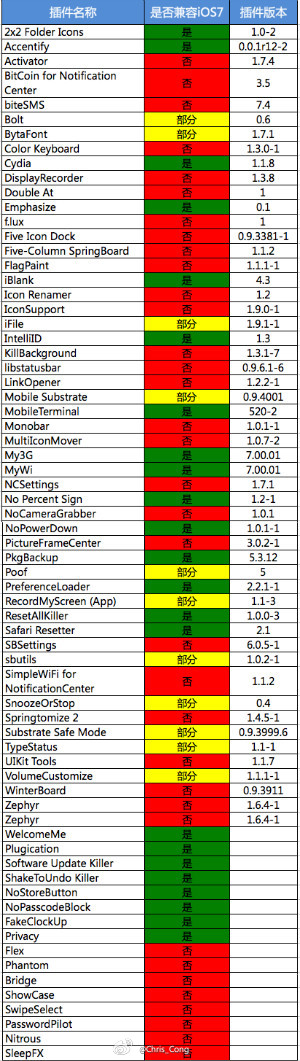 插件名称 是否兼容iOS7 插件版本
2x2 Folder Icons 是 1.0-2
Accentify 是 0.0.1r12-2
Activator 否 1.7.4
BitCoin for Notification
Center 否 3.5
biteSMS 否 7.4
Bolt 部分 0.6
BytaFont 部分 1.7.1
Color Keyboard 否 1.3.0-1
Cydia 是 1.1.8
DisplayRecorder 否 1.3.8
Double At 否 1
Emphasize 是 0.1
f.lux 否 1
Five Icon Dock 否 0.9.3381-1
Five-Column SpringBoard 否 1.1.2
FlagPaint 否 1.1.1-1
iBlank 是 4.3
Icon Renamer 否 1.2
IconSupport 否 1.9.0-1
iFile 部分 1.9.1-1
IntelliID 是 1.3
KillBackground 否 1.3.1-7
libstatusbar 否 0.9.6.1-6
LinkOpener 否 1.2.2-1
Mobile Substrate 部分 0.9.4001
MobileTerminal 是 520-2
Monobar 否 1.0.1-1
MultiIconMover 否 1.0.7-2
My3G 是 7.00.01
MyWi 是 7.00.01
NCSettings 否 1.7.1
No Percent Sign 是 1.2-1
NoCameraGrabber 否 1.0.1
NoPowerDown 是 1.0.1-1
PictureFrameCenter 否 3.0.2-1
PkgBackup 是 5.3.12
Poof 部分 5
PreferenceLoader 是 2.2.1-1
RecordMyScreen (App) 部分 1.1-3
ResetAllKiller 是 1.0.0-3
Safari Resetter 是 2.1
SBSettings 否 6.0.5-1
sbutils 部分 1.0.2-1
SimpleWiFi for
NotificationCenter 否 1.1.2
SnoozeOrStop 部分 0.4
Springtomize 2 否 1.4.5-1
Substrate Safe Mode 部分 0.9.3999.6
TypeStatus 部分 1.1-1
UIKit Tools 否 1.1.7
VolumeCustomize 部分 1.1.1-1
WinterBoard 否 0.9.3911
Zephyr 否 1.6.4-1
Zephyr 否 1.6.4-1
WelcomeMe 是
Plugication 是
Software Update Killer 是
ShakeToUndo Killer 是
NoStoreButton 是
NoPasscodeBlock 是
FakeClockUp 是
Privacy 是
Flex 否
Phantom 否
Bridge 否
ShowCase 否
SwipeSelect 否
PasswordPilot 否
Nitrous 否
SleepFX 否
@Chris_Cong